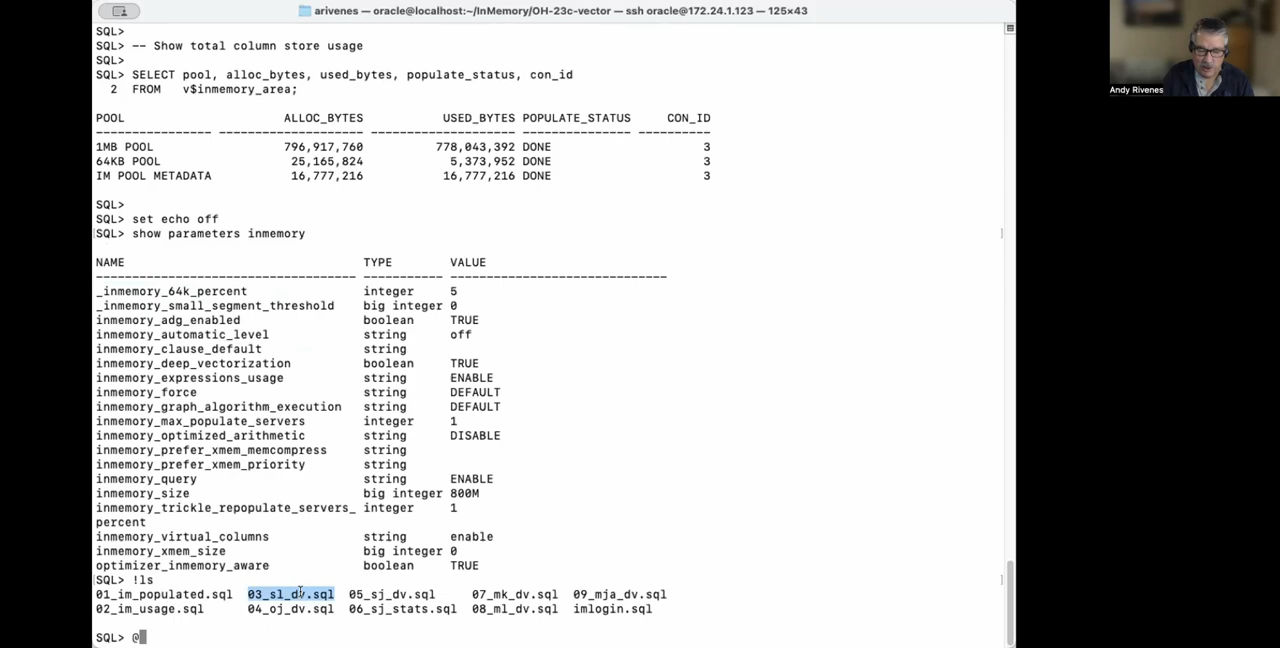 arivenes — oracle@localhost:~/InMemory/OH-23c-vector — ssh oracle@172.24.1.123 — 125×43
SQL>
SQL> -- Show total column store usage
SQL>
SQL> SELECT pool, alloc_bytes, used_bytes, populate_status, con_id
2 FROM v$inmemory_area;
POOL ALLOC_BYTES USED_BYTES POPULATE_STATUS CON_ID
---------------- -------------------- -------------------- --------------- ----------
1MB POOL 796,917,760 778,043,392 DONE 3
64KB POOL 25,165,824 5,373,952 DONE 3
IM POOL METADATA 16,777,216 16,777,216 DONE 3
SQL>
SQL> set echo off
SQL> show parameters inmemory
NAME TYPE VALUE
------------------------------------ ----------- ------------------------------
_inmemory_64k_percent integer 5
_inmemory_small_segment_threshold big integer 0
inmemory_adg_enabled boolean TRUE
inmemory_automatic_level string off
inmemory_clause_default string
inmemory_deep_vectorization boolean TRUE
inmemory_expressions_usage string ENABLE
inmemory_force string DEFAULT
inmemory_graph_algorithm_execution string DEFAULT
inmemory_max_populate_servers integer 1
inmemory_optimized_arithmetic string DISABLE
inmemory_prefer_xmem_memcompress string
inmemory_prefer_xmem_priority string
inmemory_query string ENABLE
inmemory_size big integer 800M
inmemory_trickle_repopulate_servers_ integer 1
percent
inmemory_virtual_columns string enable
inmemory_xmem_size big integer 0
optimizer_inmemory_aware boolean TRUE
SQL> !ls
01_im_populated.sql 03_sl_dv.sql 05_sj_dv.sql 07_mk_dv.sql 09_mja_dv.sql
02_im_usage.sql 04_oj_dv.sql 06_sj_stats.sql 08_ml_dv.sql imlogin.sql
SQL> @
Andy Rivenes